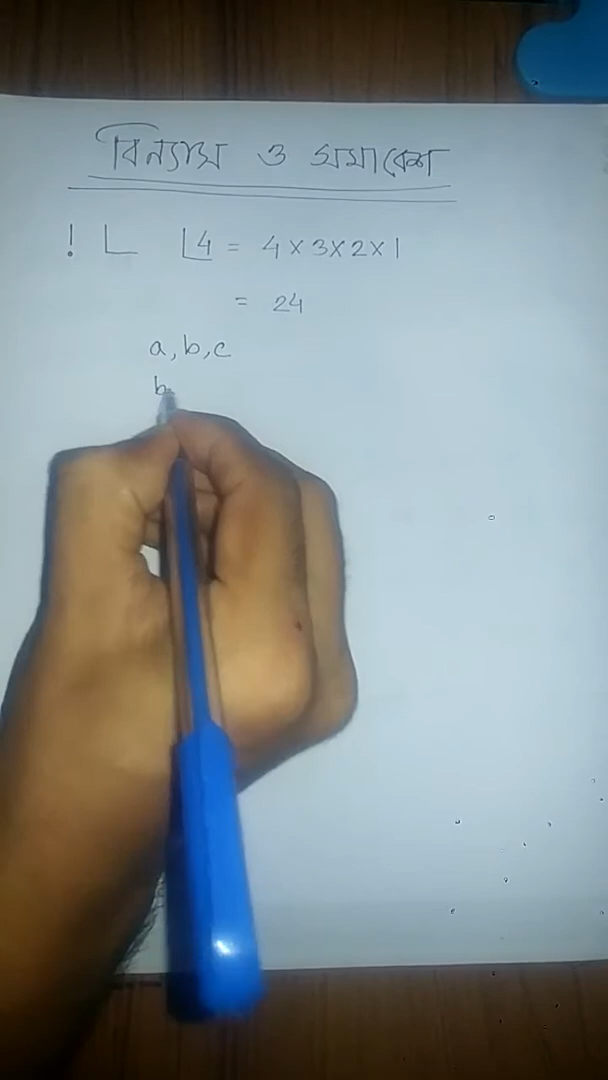 বিন্যাস ও সমাবেশ
! ∟ ∟4 = 4 × 3 × 2 × 1
= 24
a, b, c
b